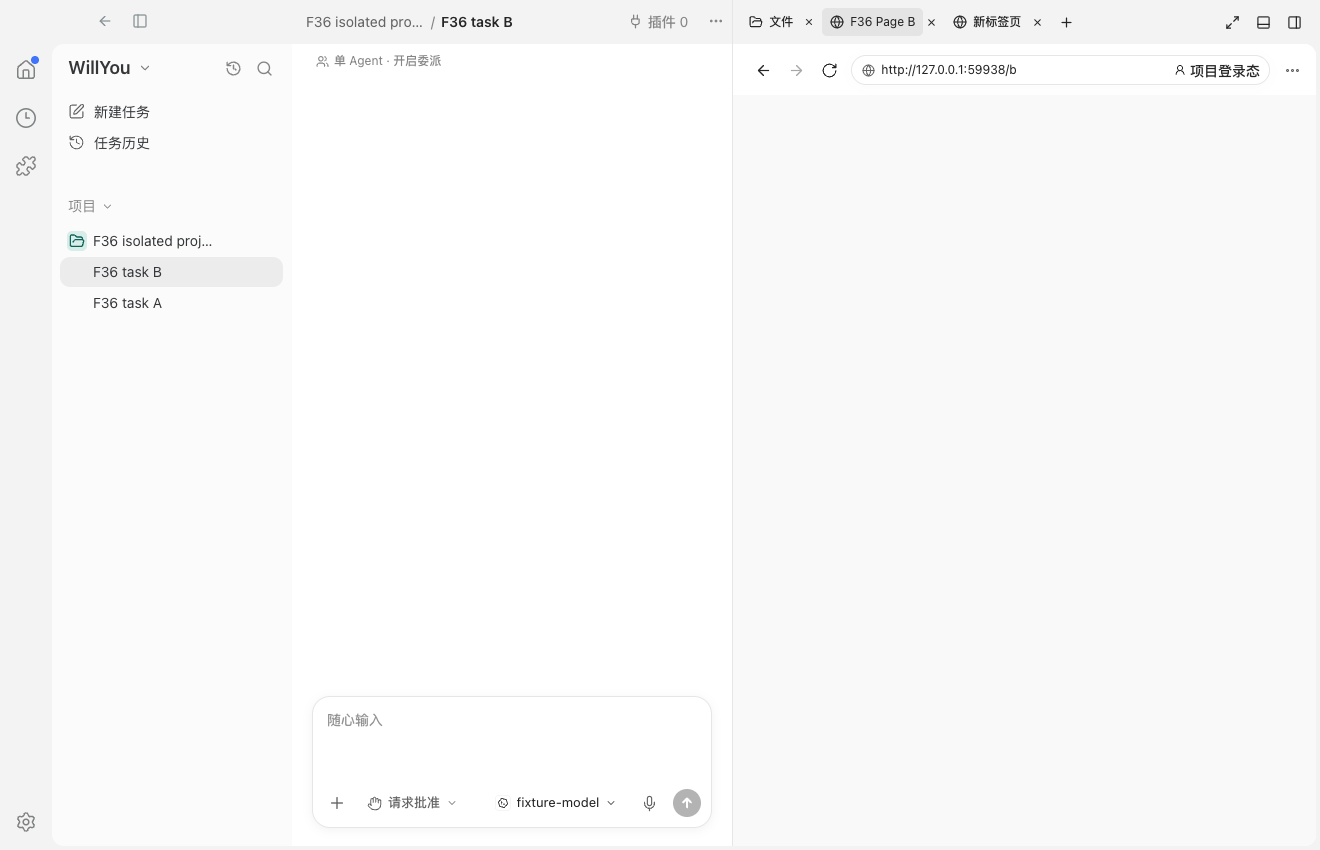 F36 isolated pro... / F36 task B
插件 0
文件
F36 Page B
新标签页
WillYou
单 Agent · 开启委派
http://127.0.0.1:59938/b
项目登录态
新建任务
任务历史
项目
F36 isolated proj...
F36 task B
F36 task A
随心输入
请求批准
fixture-model